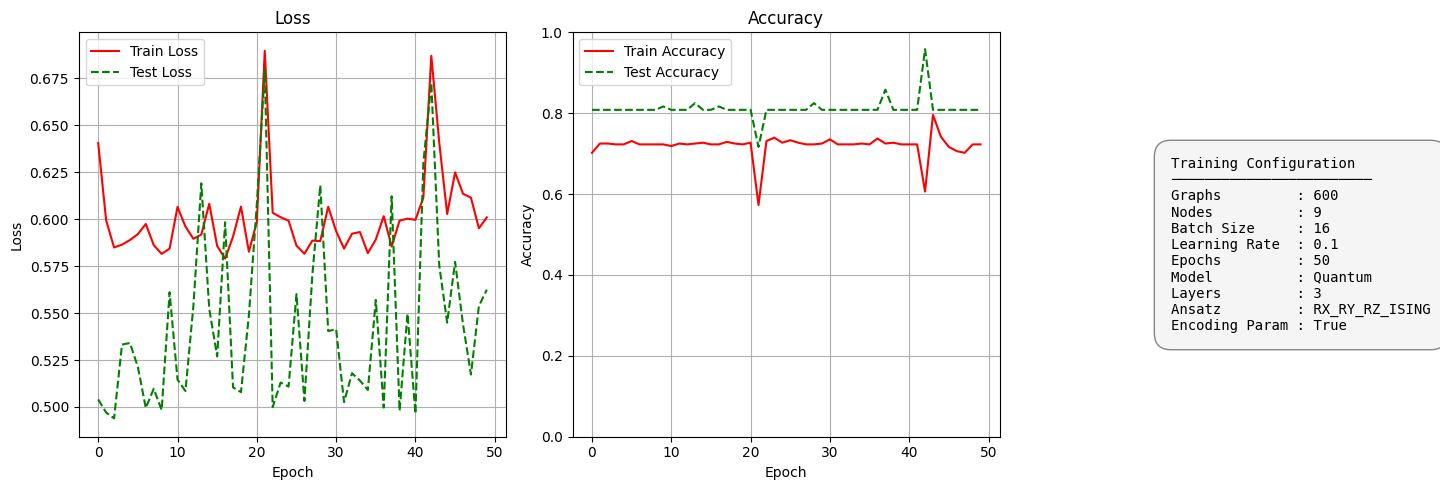 Loss
Train Loss
Test Loss
0.675
0.650
0.625
0.600
0.575
0.550
0.525
0.500
Loss
0
10
20
30
40
50
Epoch
Accuracy
Train Accuracy
Test Accuracy
1.0
0.8
0.6
0.4
0.2
0.0
Accuracy
0
10
20
30
40
50
Epoch
Training Configuration
Graphs : 600
Nodes : 9
Batch Size : 16
Learning Rate : 0.1
Epochs : 50
Model : Quantum
Layers : 3
Ansatz : RX_RY_RZ_ISING
Encoding Param : True